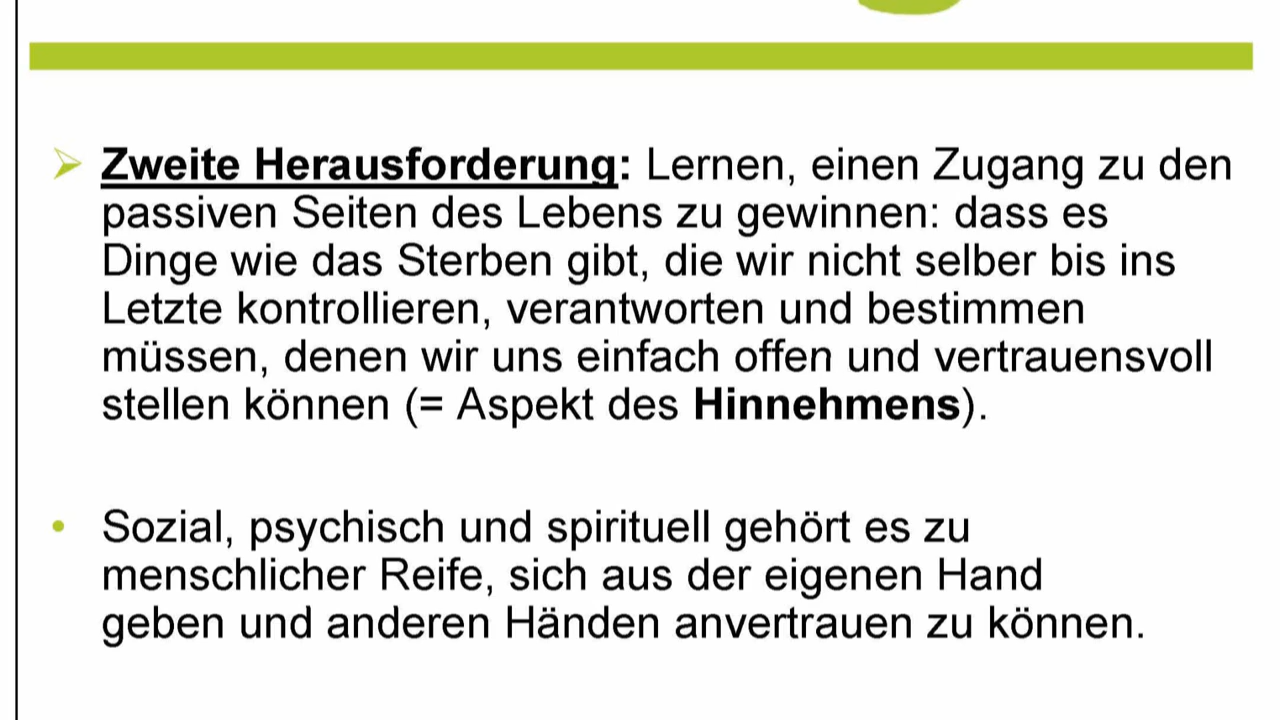 Zweite Herausforderung: Lernen, einen Zugang zu den
passiven Seiten des Lebens zu gewinnen: dass es
Dinge wie das Sterben gibt, die wir nicht selber bis ins
Letzte kontrollieren, verantworten und bestimmen
müssen, denen wir uns einfach offen und vertrauensvoll
stellen können (= Aspekt des Hinnehmens).
Sozial, psychisch und spirituell gehört es zu
menschlicher Reife, sich aus der eigenen Hand
geben und anderen Händen anvertrauen zu können.